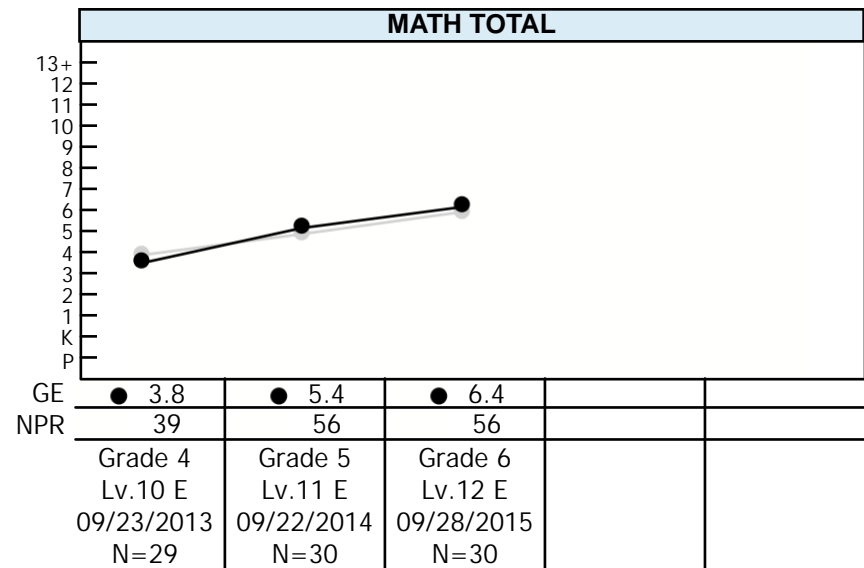 MATH TOTAL
13+
12
11
10
9
8
7
6
5
4
3
2
1
K
P
GE 3.8 5.4 6.4
NPR 39 56 56
Grade 4 Grade 5 Grade 6
Lv.10 E Lv.11 E Lv.12 E
09/23/2013 09/22/2014 09/28/2015
N=29 N=30 N=30